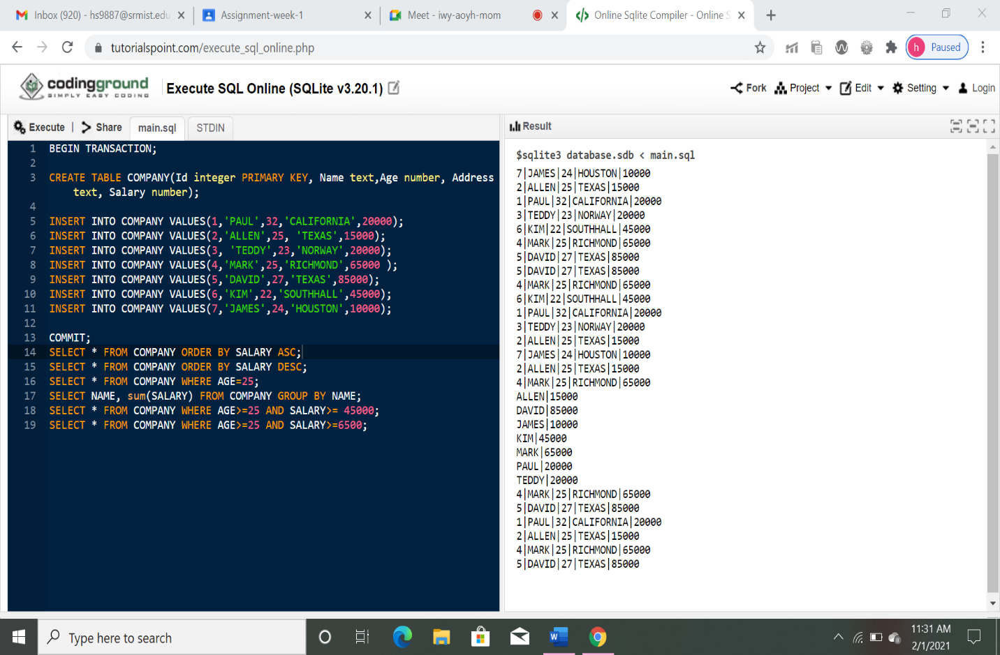 Inbox (920) - hs9887@srmist.edu
Assignment-week-1
Meet - iwy-aoyh-mom
Online Sqlite Compiler - Online S
tutorialspoint.com/execute_sql_online.php
h Paused
codingground
SIMPLY EASY CODING
Execute SQL Online (SQLite v3.20.1)
Fork Project Edit Setting Login
Execute | Share main.sql STDIN
1 BEGIN TRANSACTION;
2
3 CREATE TABLE COMPANY(Id integer PRIMARY KEY, Name text,Age number, Address
text, Salary number);
4
5 INSERT INTO COMPANY VALUES(1,'PAUL',32,'CALIFORNIA',20000);
6 INSERT INTO COMPANY VALUES(2,'ALLEN',25, 'TEXAS',15000);
7 INSERT INTO COMPANY VALUES(3, 'TEDDY',23,'NORWAY',20000);
8 INSERT INTO COMPANY VALUES(4,'MARK',25,'RICHMOND',65000 );
9 INSERT INTO COMPANY VALUES(5,'DAVID',27,'TEXAS',85000);
10 INSERT INTO COMPANY VALUES(6,'KIM',22,'SOUTHHALL',45000);
11 INSERT INTO COMPANY VALUES(7,'JAMES',24,'HOUSTON',10000);
12
13 COMMIT;
14 SELECT * FROM COMPANY ORDER BY SALARY ASC;
15 SELECT * FROM COMPANY ORDER BY SALARY DESC;
16 SELECT * FROM COMPANY WHERE AGE=25;
17 SELECT NAME, sum(SALARY) FROM COMPANY GROUP BY NAME;
18 SELECT * FROM COMPANY WHERE AGE>=25 AND SALARY>= 45000;
19 SELECT * FROM COMPANY WHERE AGE>=25 AND SALARY>=6500;
Result
$sqlite3 database.sdb < main.sql
7|JAMES|24|HOUSTON|10000
2|ALLEN|25|TEXAS|15000
1|PAUL|32|CALIFORNIA|20000
3|TEDDY|23|NORWAY|20000
6|KIM|22|SOUTHHALL|45000
4|MARK|25|RICHMOND|65000
5|DAVID|27|TEXAS|85000
5|DAVID|27|TEXAS|85000
4|MARK|25|RICHMOND|65000
6|KIM|22|SOUTHHALL|45000
1|PAUL|32|CALIFORNIA|20000
3|TEDDY|23|NORWAY|20000
2|ALLEN|25|TEXAS|15000
7|JAMES|24|HOUSTON|10000
2|ALLEN|25|TEXAS|15000
4|MARK|25|RICHMOND|65000
ALLEN|15000
DAVID|85000
JAMES|10000
KIM|45000
MARK|65000
PAUL|20000
TEDDY|20000
4|MARK|25|RICHMOND|65000
5|DAVID|27|TEXAS|85000
1|PAUL|32|CALIFORNIA|20000
2|ALLEN|25|TEXAS|15000
4|MARK|25|RICHMOND|65000
5|DAVID|27|TEXAS|85000
Type here to search
11:31 AM
2/1/2021